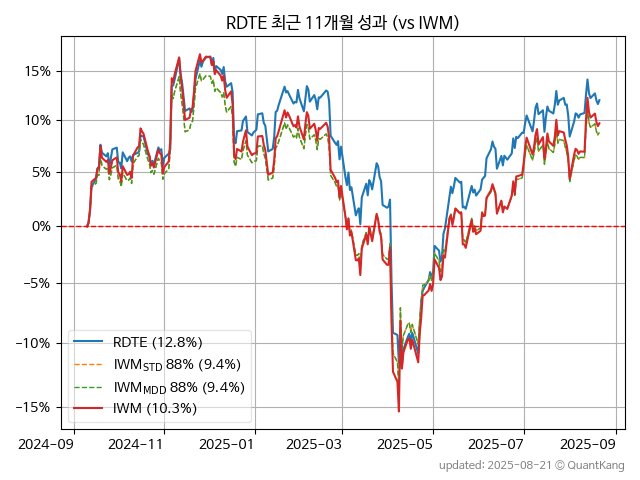 RDTE 최근 11개월 성과 (vs IWM)
15%
10%
5%
0%
−5%
−10%
−15%
RDTE (12.8%)
IWM_STD 88% (9.4%)
IWM_MDD 88% (9.4%)
IWM (10.3%)
2024-09 2024-11 2025-01 2025-03 2025-05 2025-07 2025-09
updated: 2025-08-21 © QuantKang